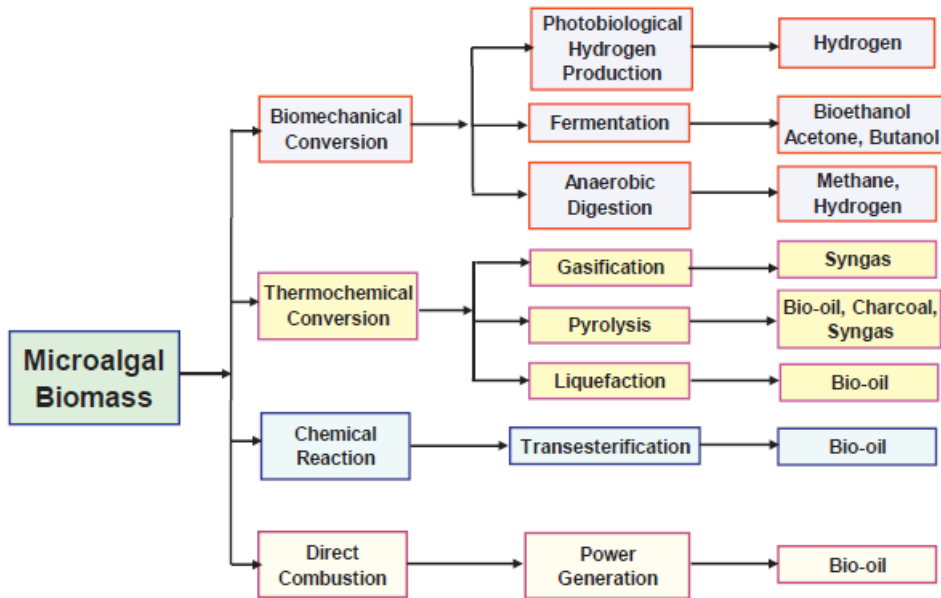 Microalgal
Biomass
Biomechanical
Conversion
Photobiological
Hydrogen
Production
Hydrogen
Fermentation
Bioethanol
Acetone, Butanol
Anaerobic
Digestion
Methane,
Hydrogen
Thermochemical
Conversion
Gasification
Syngas
Pyrolysis
Bio-oil, Charcoal,
Syngas
Liquefaction
Bio-oil
Chemical
Reaction
Transesterification
Bio-oil
Direct
Combustion
Power
Generation
Bio-oil